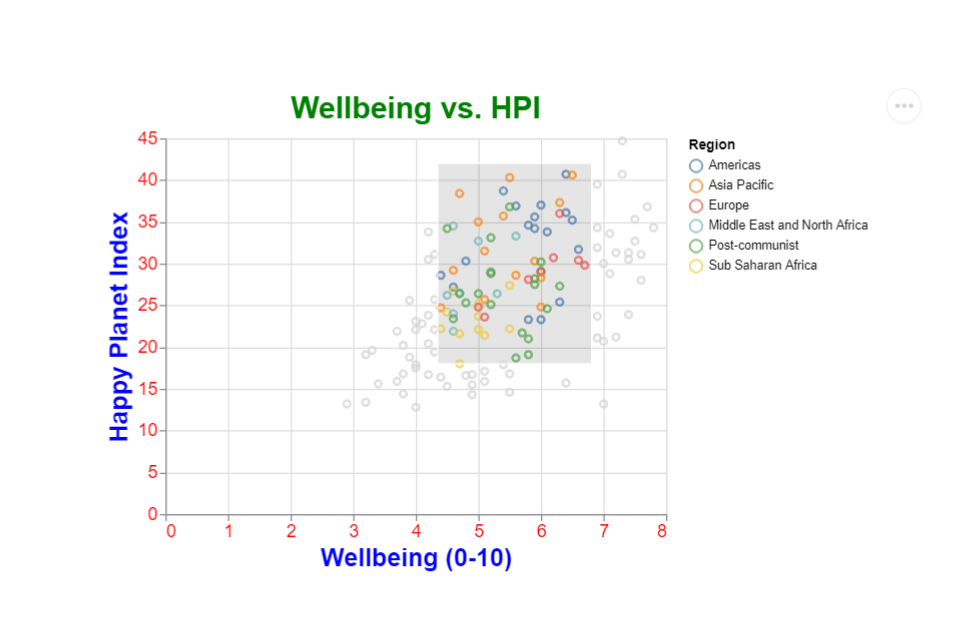 Wellbeing vs. HPI
Region
Americas
Asia Pacific
Europe
Middle East and North Africa
Post-communist
Sub Saharan Africa
Happy Planet Index
45
40
35
30
25
20
15
10
5
0
0 1 2 3 4 5 6 7 8
Wellbeing (0-10)